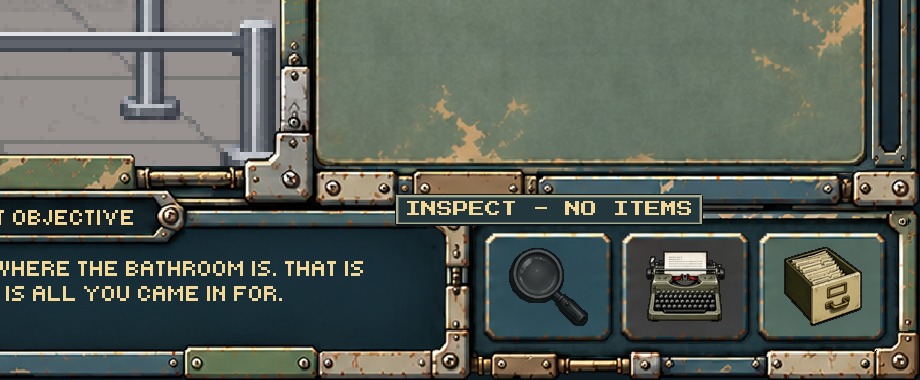 INSPECT - NO ITEMS
T OBJECTIVE
WHERE THE BATHROOM IS. THAT IS
IS ALL YOU CAME IN FOR.